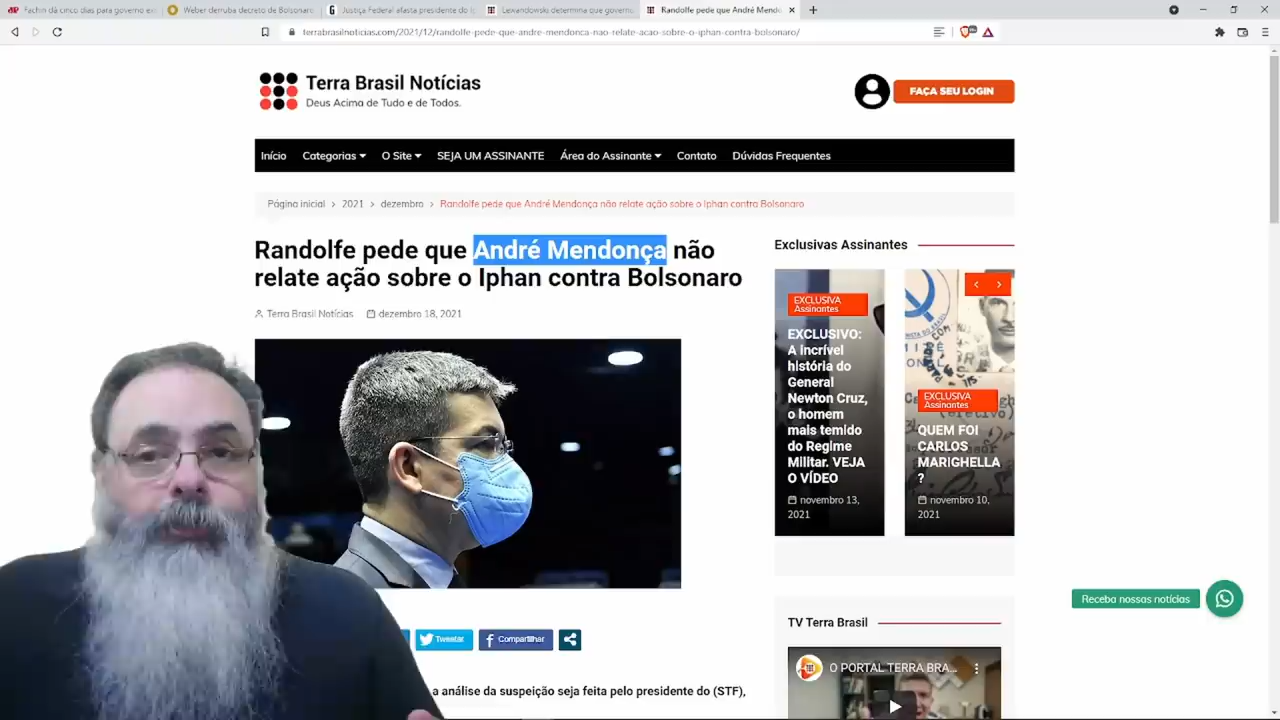 Fachin dá cinco dias para governo ex
Weber derruba decreto de Bolsonaro
Justiça Federal afasta presidente do I
Lewandowski determina que governo
Randolfe pede que André Mend
terrabrasilnoticias.com/2021/12/randolfe-pede-que-andre-mendonca-nao-relate-acao-sobre-o-iphan-contra-bolsonaro/
Terra Brasil Notícias
Deus Acima de Tudo e de Todos.
FAÇA SEU LOGIN
Início Categorias O Site SEJA UM ASSINANTE Área do Assinante Contato Dúvidas Frequentes
Página inicial > 2021 > dezembro > Randolfe pede que André Mendonça não relate ação sobre o Iphan contra Bolsonaro
Randolfe pede que André Mendonça não
relate ação sobre o Iphan contra Bolsonaro
Terra Brasil Notícias dezembro 18, 2021
Tweetar Compartilhar
a análise da suspeição seja feita pelo presidente do (STF),
Exclusivas Assinantes
EXCLUSIVA
Assinantes
EXCLUSIVO:
A incrível
história do
General
Newton Cruz,
o homem
mais temido
do Regime
Militar. VEJA
O VÍDEO
novembro 13,
2021
EXCLUSIVA
Assinantes
QUEM FOI
CARLOS
MARIGHELLA
?
novembro 10,
2021
Receba nossas notícias
TV Terra Brasil
O PORTAL TERRA BRA...